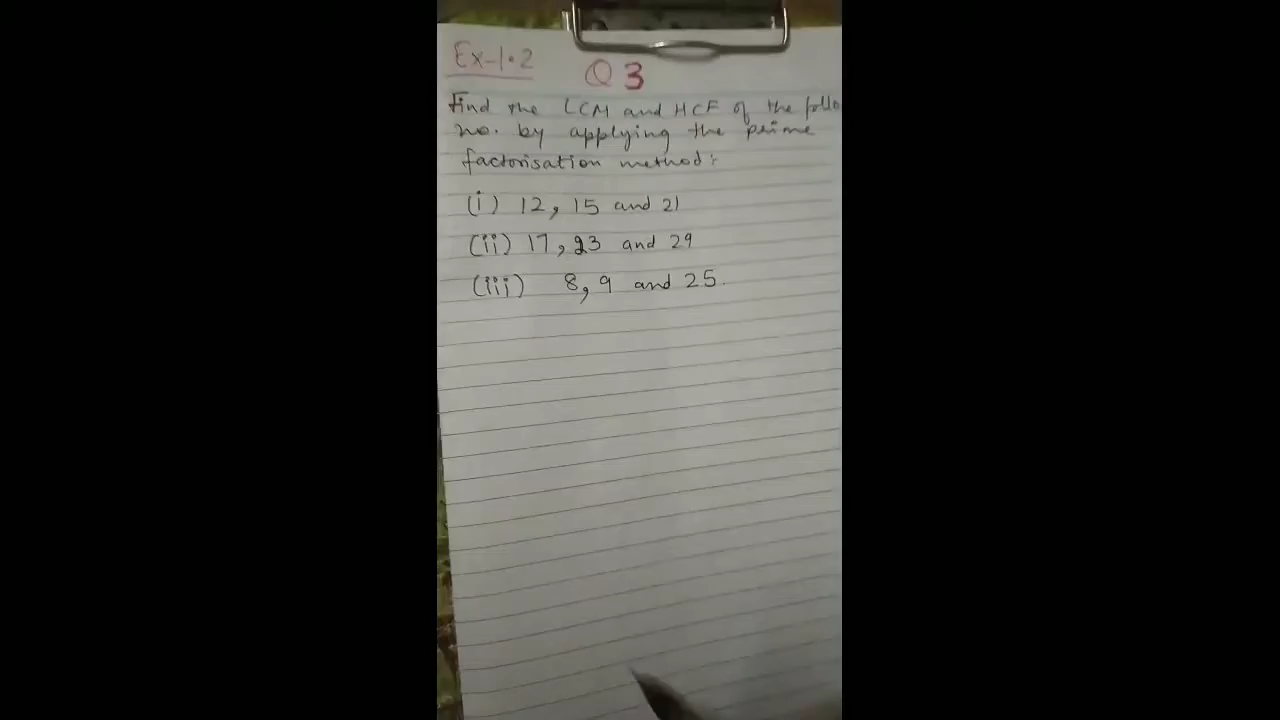 Ex-1.2
Q 3
Find the LCM and HCF of the follo
no. by applying the prime
factorisation method:
(i) 12, 15 and 21
(ii) 17, 23 and 29
(iii) 8, 9 and 25.